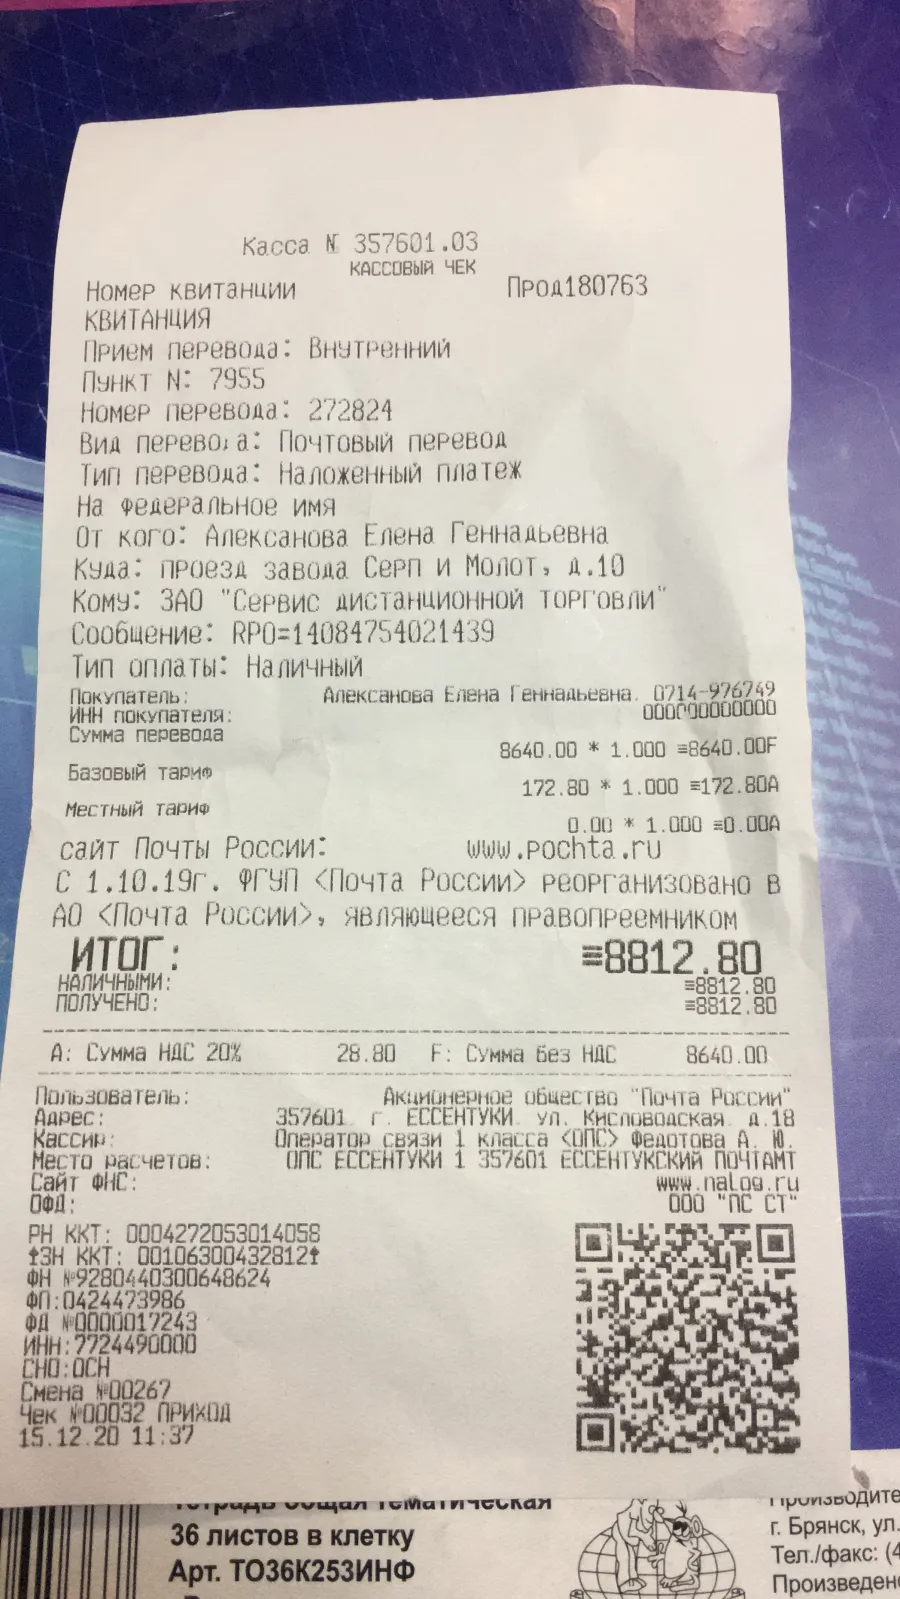 Касса № 357601.03
КАССОВЫЙ ЧЕК
Номер квитанции Прод180763
КВИТАНЦИЯ
Прием перевода: Внутренний
Пункт N: 7955
Номер перевода: 272824
Вид перевода: Почтовый перевод
Тип перевода: Наложенный платеж
На федеральное имя
От кого: Алексанова Елена Геннадьевна
Куда: проезд завода Серп и Молот, д.10
Кому: ЗАО "Сервис дистанционной торговли"
Сообщение: RPO=14084754021439
Тип оплаты: Наличный
Покупатель: Алексанова Елена Геннадьевна. 0714-976749
ИНН покупателя: 000000000000
Сумма перевода
8640.00 * 1.000 ≡8640.00F
Базовый тариф
172.80 * 1.000 ≡172.80A
Местный тариф
0.00 * 1.000 ≡0.00A
сайт Почты России: www.pochta.ru
С 1.10.19г. ФГУП <Почта России> реорганизовано в
АО <Почта России>, являющееся правопреемником
ИТОГ: ≡8812.80
НАЛИЧНЫМИ: ≡8812.80
ПОЛУЧЕНО: ≡8812.80
A: Сумма НДС 20% 28.80 F: Сумма без НДС 8640.00
Пользователь: Акционерное общество "Почта России"
Адрес: 357601 г. ЕССЕНТУКИ. ул. Кисловодская д.18
Кассир: Оператор связи 1 класса <ОПС> Федотова А. Ю.
Место расчетов: ОПС ЕССЕНТУКИ 1 357601 ЕССЕНТУКСКИЙ ПОЧТАМТ
Сайт ФНС: www.nalog.ru
ОФД: ООО "ПС СТ"
РН ККТ: 0004272053014058
↑ЗН ККТ: 00106300432812↑
ФН №9280440300648624
ФП:0424473986
ФД №0000017243
ИНН:7724490000
СНО:ОСН
Смена №00267
Чек №00032 ПРИХОД
15.12.20 11:37
Тетрадь общая тематическая
36 листов в клетку
Арт. ТО36К253ИНФ
Производите
г. Брянск, ул.
Тел./факс: (4
Произведено